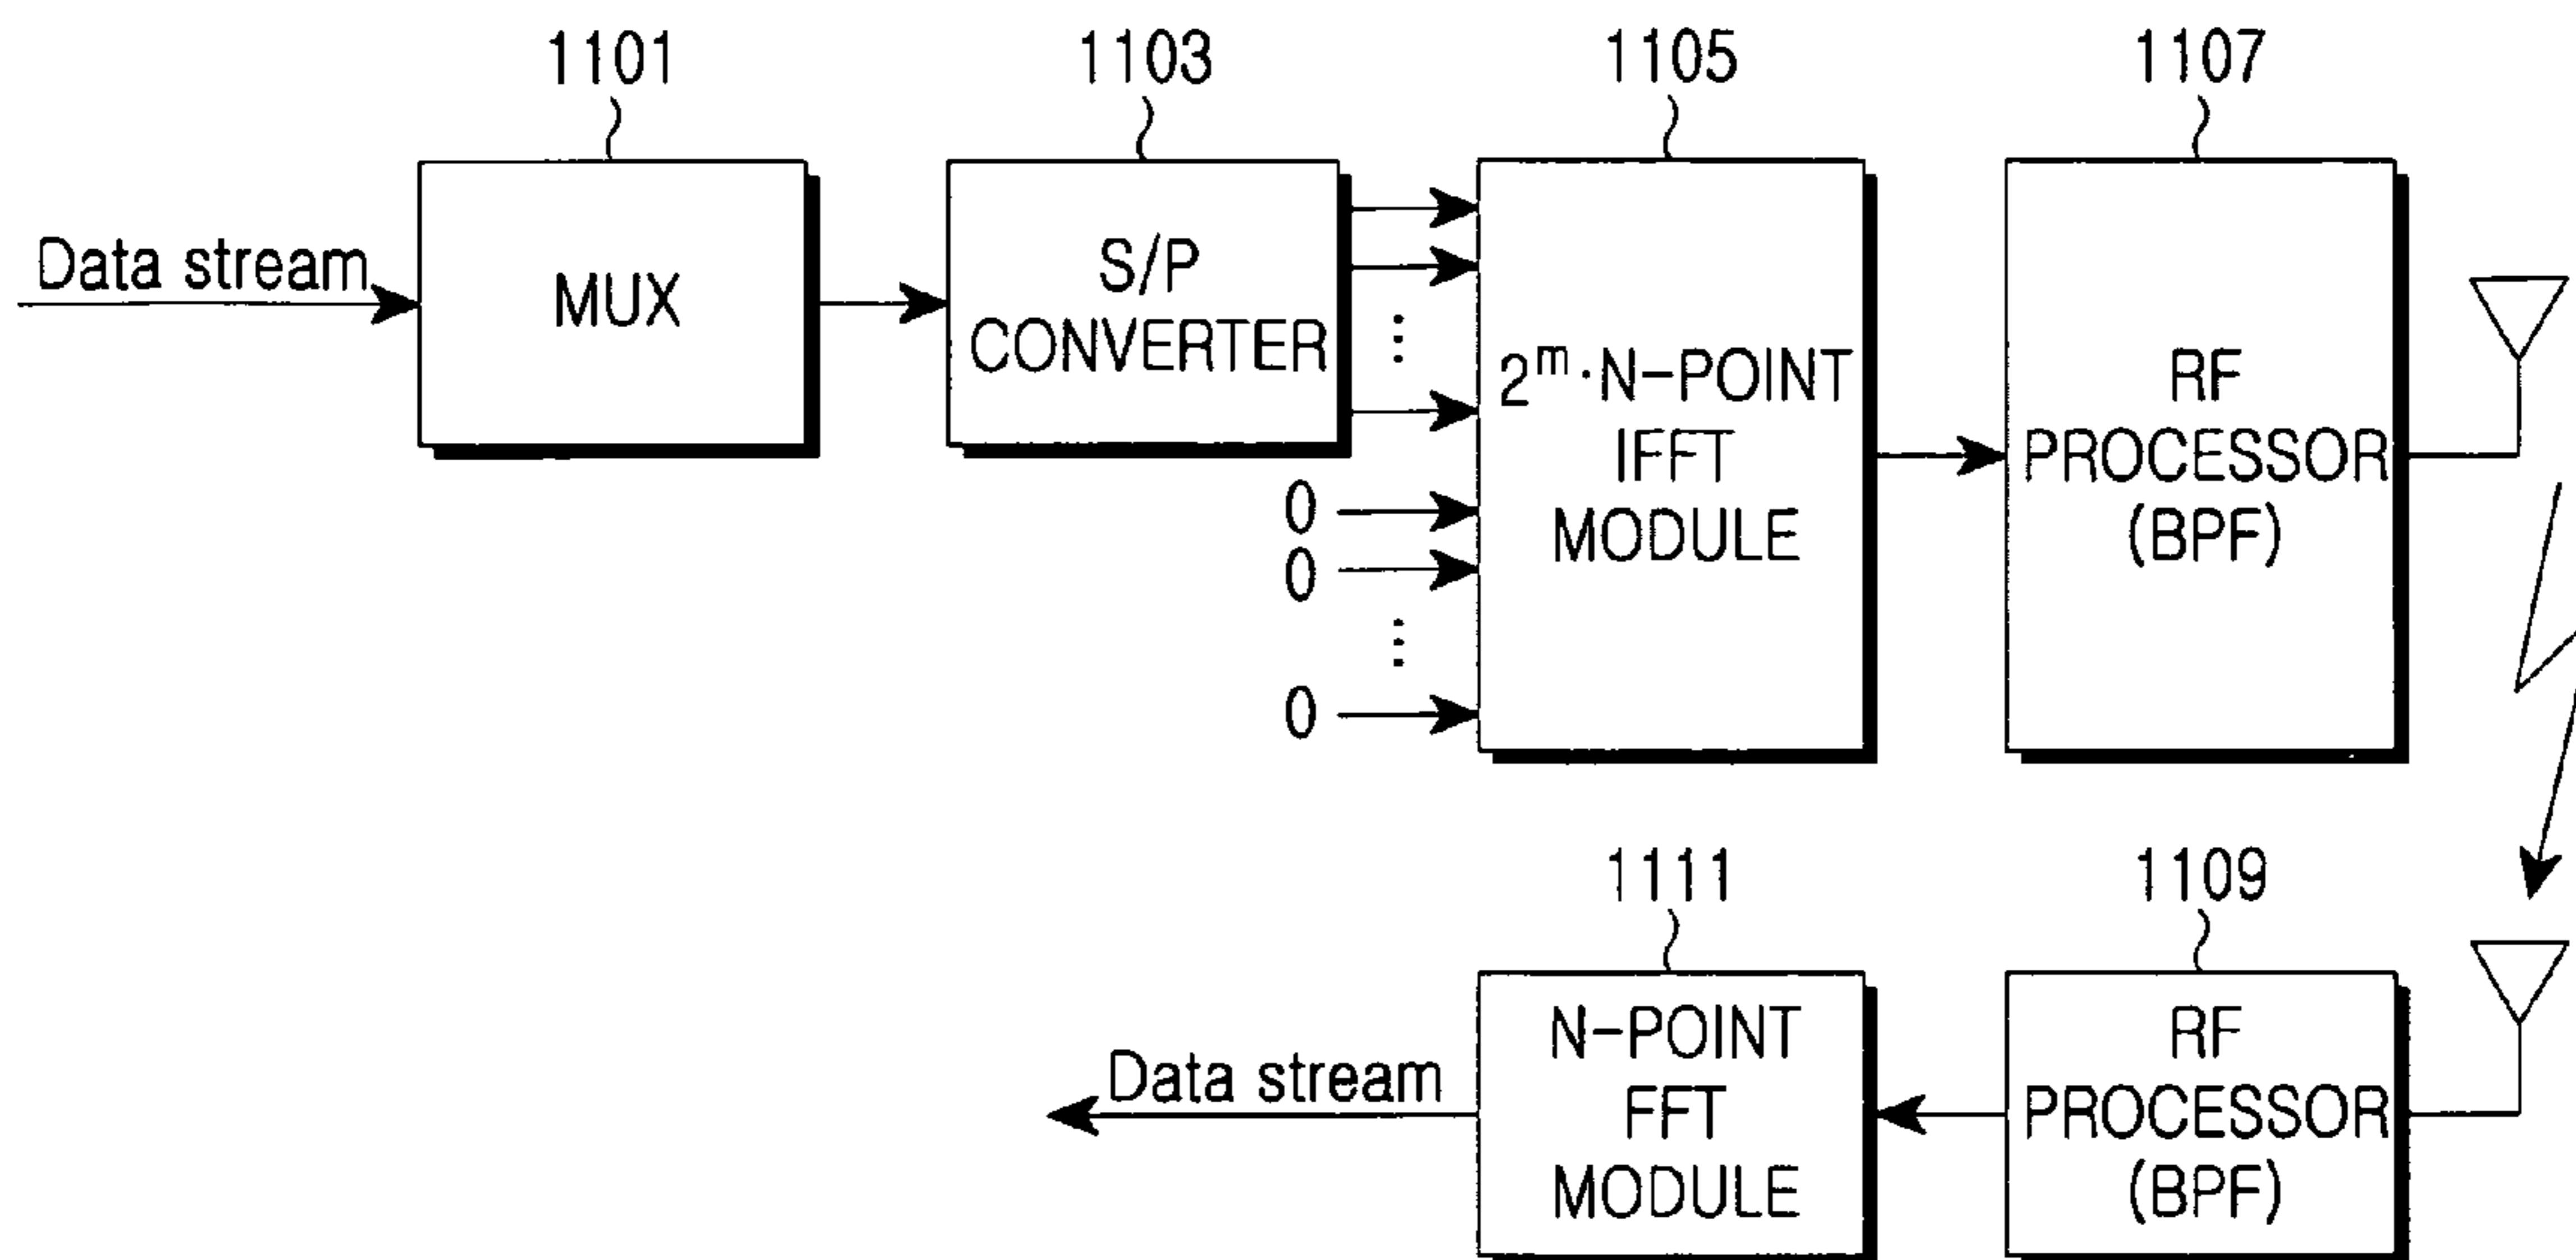 1101
1103
1105
1107
Data stream
MUX
S/P
CONVERTER
⋮
0
0
⋮
0
2^m·N-POINT
IFFT
MODULE
RF
PROCESSOR
(BPF)
1111
1109
Data stream
N-POINT
FFT
MODULE
RF
PROCESSOR
(BPF)